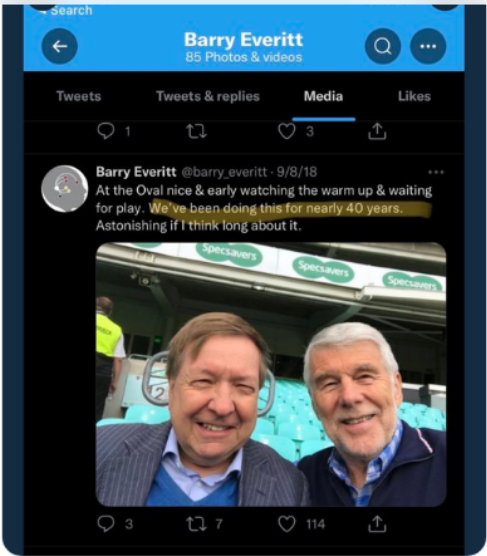 Search
Barry Everitt
85 Photos & videos
Tweets Tweets & replies Media Likes
1 3
Barry Everitt @barry_everitt · 9/8/18
At the Oval nice & early watching the warm up & waiting
for play. We've been doing this for nearly 40 years.
Astonishing if I think long about it.
Specsavers Specsavers Specsavers
3 7 114